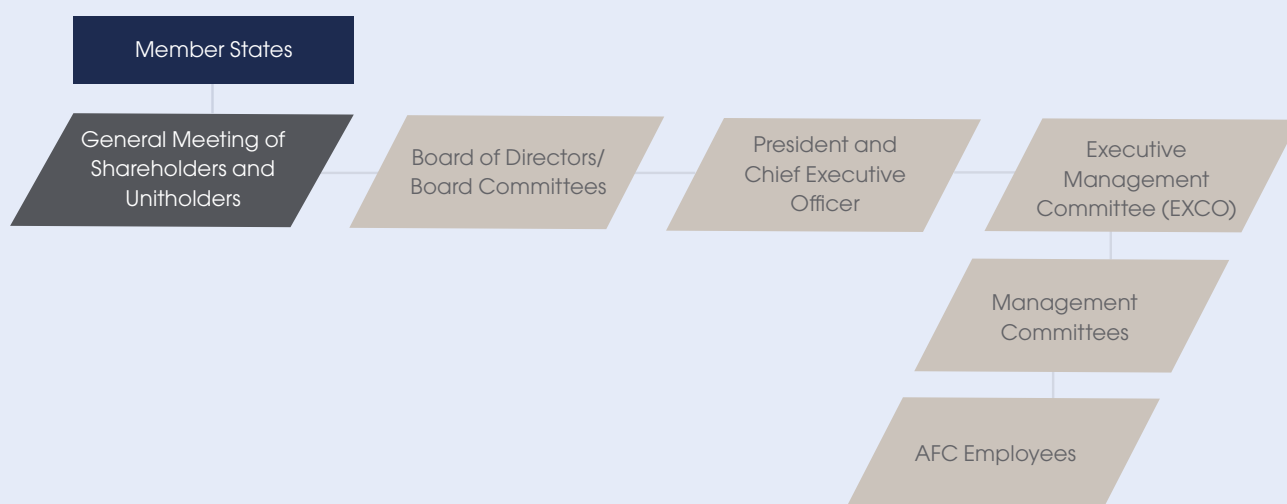 Member States
General Meeting of
Shareholders and
Unitholders
Board of Directors/
Board Committees
President and
Chief Executive
Officer
Executive
Management
Committee (EXCO)
Management
Committees
AFC Employees